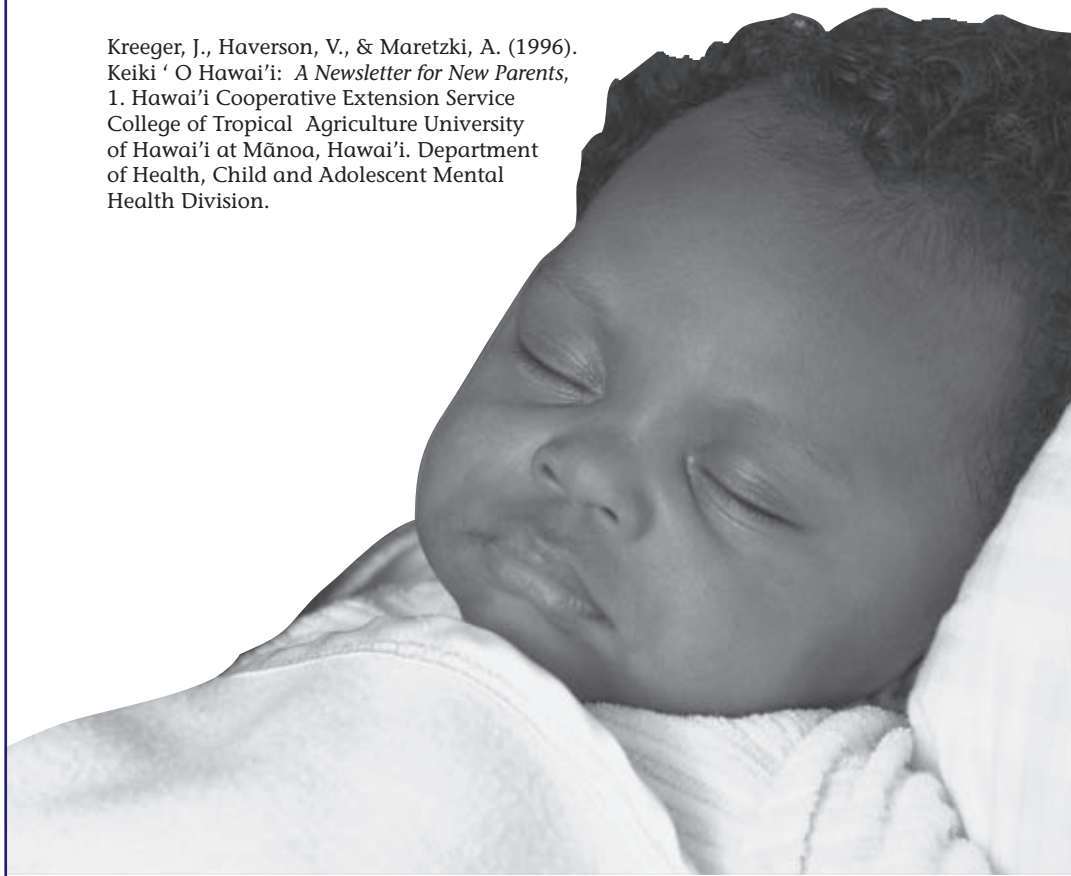 Kreeger, J., Haverson, V., & Maretzki, A. (1996).
Keiki ‘ O Hawai’i:  A Newsletter for New Parents,
1. Hawai’i Cooperative Extension Service
College of Tropical  Agriculture University
of Hawai’i at Mãnoa, Hawai’i. Department
of Health, Child and Adolescent Mental
Health Division.